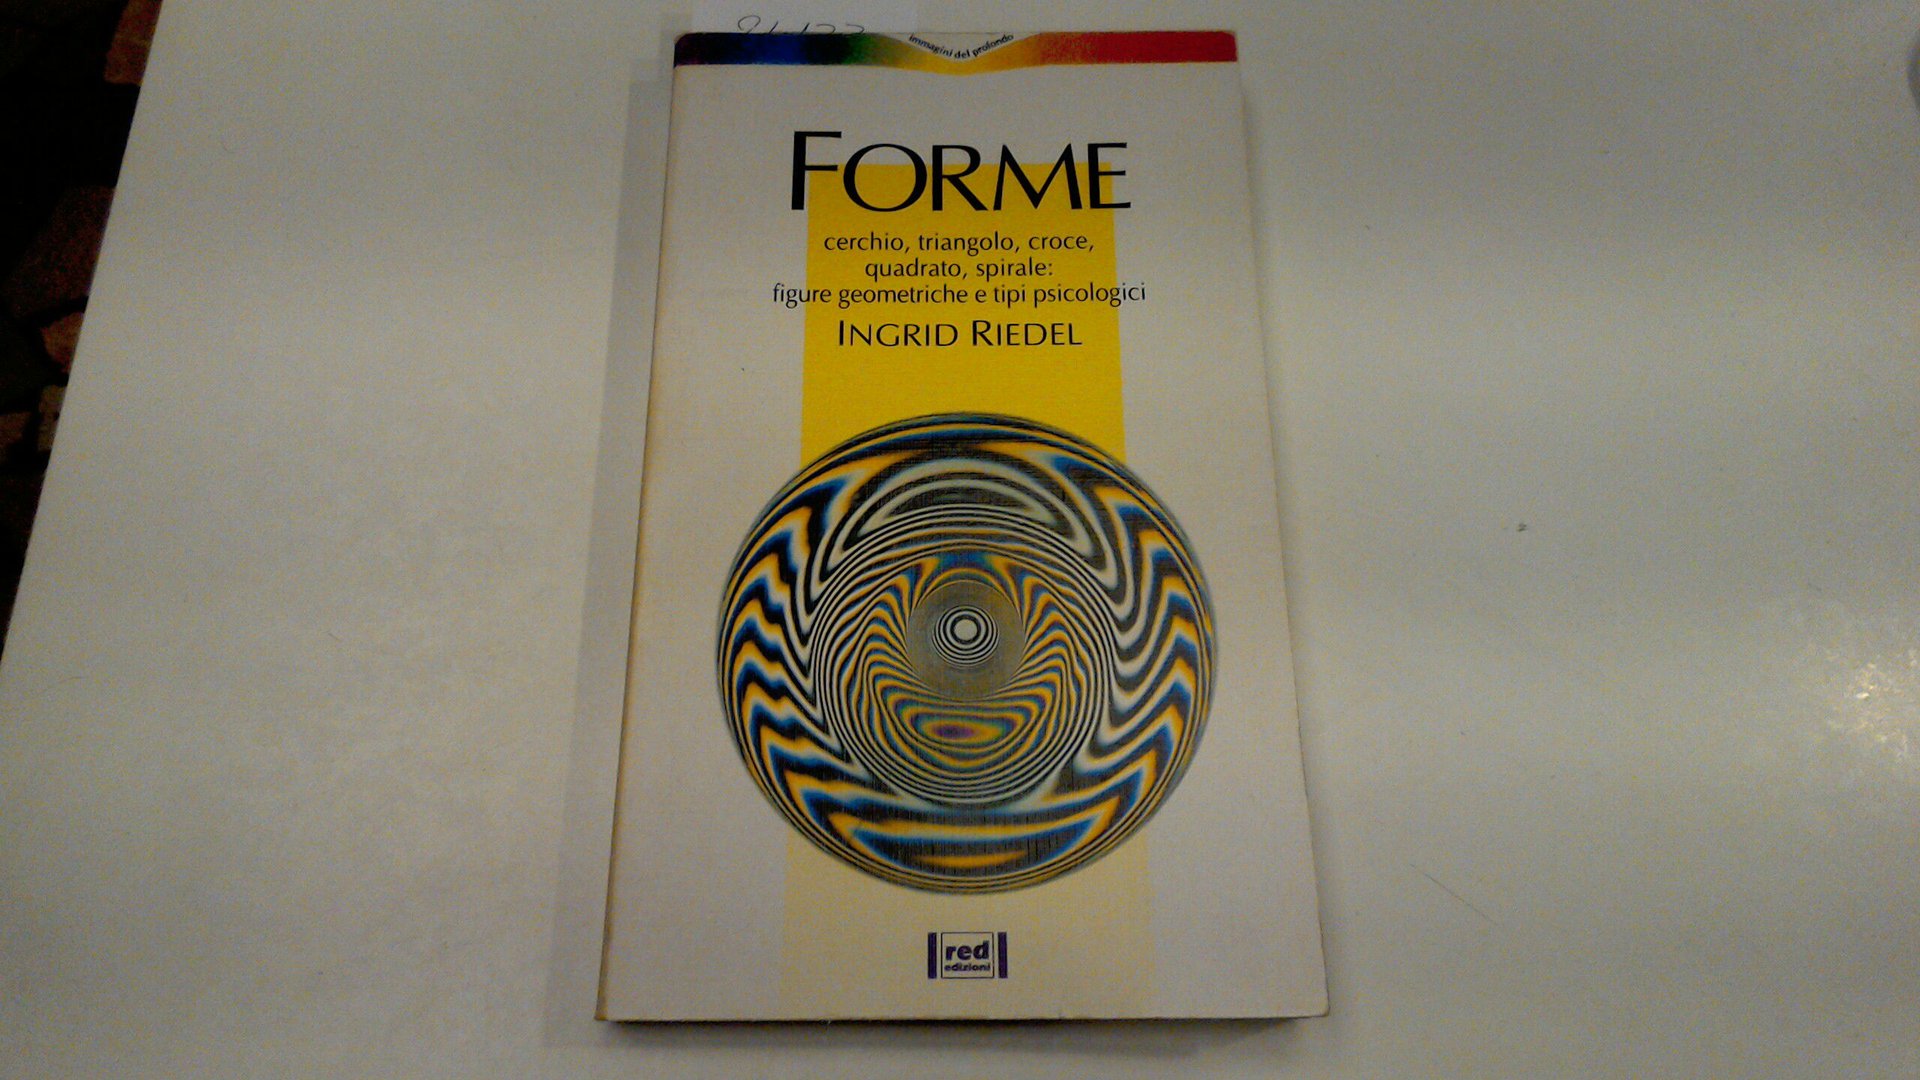 immagini del profondo
FORME
cerchio, triangolo, croce,
quadrato, spirale:
figure geometriche e tipi psicologici
INGRID RIEDEL
red
edizioni